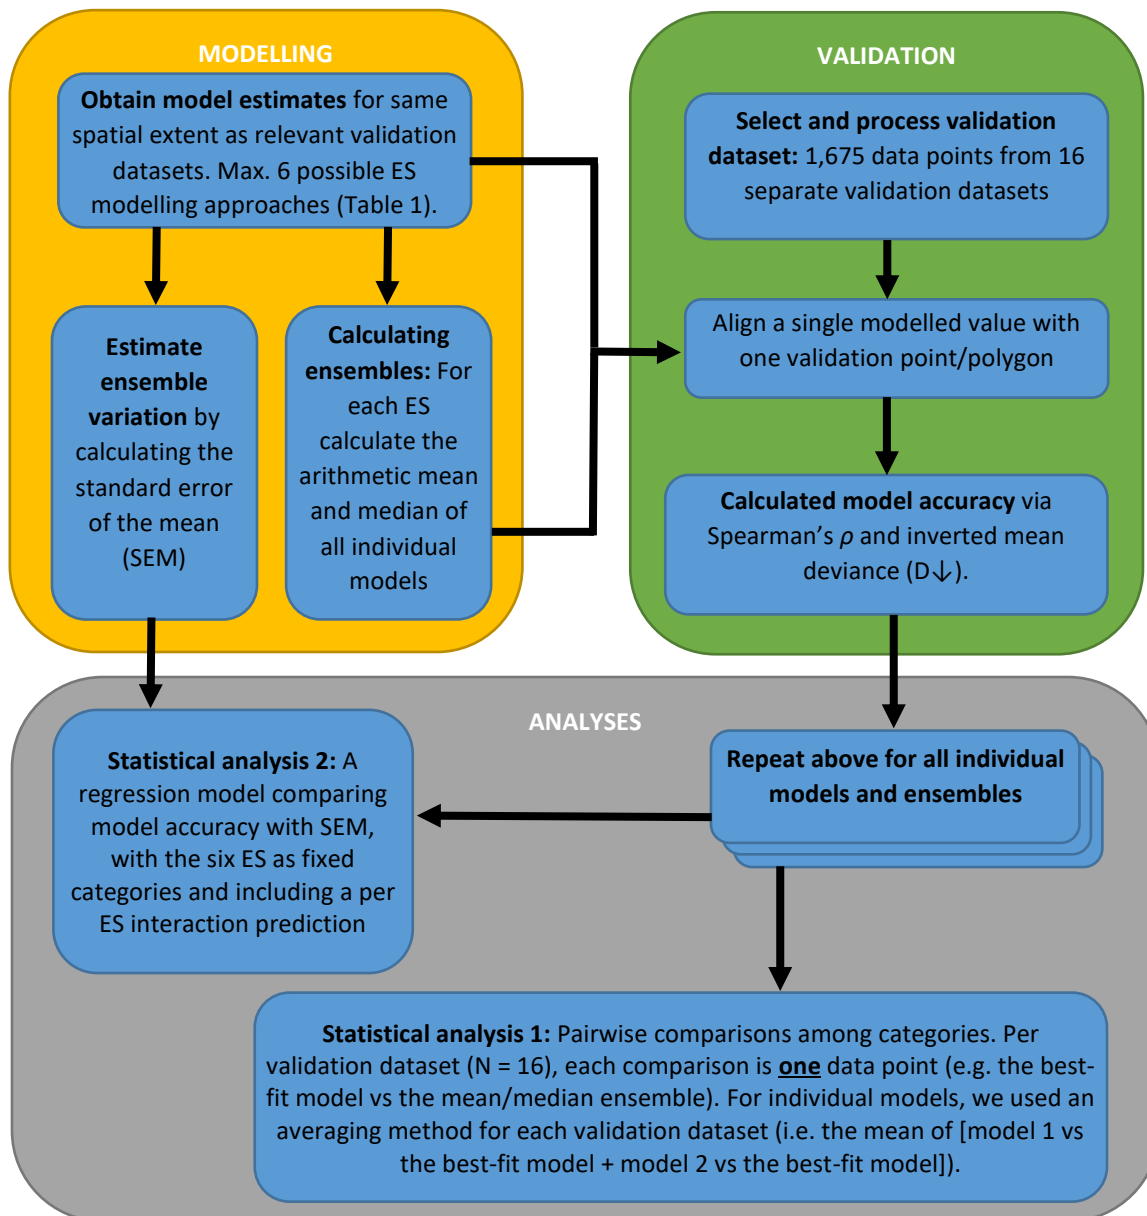 MODELLING
Obtain model estimates for same
spatial extent as relevant validation
datasets. Max. 6 possible ES
modelling approaches (Table 1).
Estimate
ensemble
variation by
calculating the
standard error
of the mean
(SEM)
Calculating
ensembles: For
each ES
calculate the
arithmetic mean
and median of
all individual
models
VALIDATION
Select and process validation
dataset: 1,675 data points from 16
separate validation datasets
Align a single modelled value with
one validation point/polygon
Calculated model accuracy via
Spearman's ρ and inverted mean
deviance (D↓).
ANALYSES
Repeat above for all individual
models and ensembles
Statistical analysis 2: A
regression model comparing
model accuracy with SEM,
with the six ES as fixed
categories and including a per
ES interaction prediction
Statistical analysis 1: Pairwise comparisons among categories. Per
validation dataset (N = 16), each comparison is one data point (e.g. the best-
fit model vs the mean/median ensemble). For individual models, we used an
averaging method for each validation dataset (i.e. the mean of [model 1 vs
the best-fit model + model 2 vs the best-fit model]).